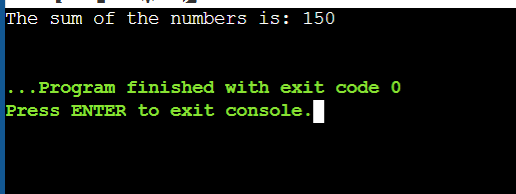 The sum of the numbers is: 150
...Program finished with exit code 0
Press ENTER to exit console.